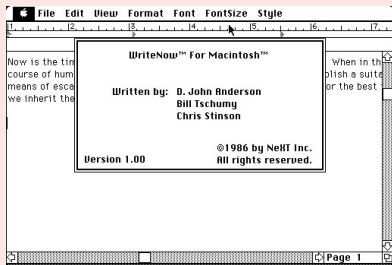 File Edit View Format Font FontSize Style
1 2 3 4 5 6 7
WriteNow™ For Macintosh™
Written by: D. John Anderson
Bill Tschumy
Chris Stinson
©1986 by NeXT Inc.
Version 1.00 All rights reserved.
Now is the tim When in th
course of hum plish a suita
means of esca or the best
we inherit the
Page 1